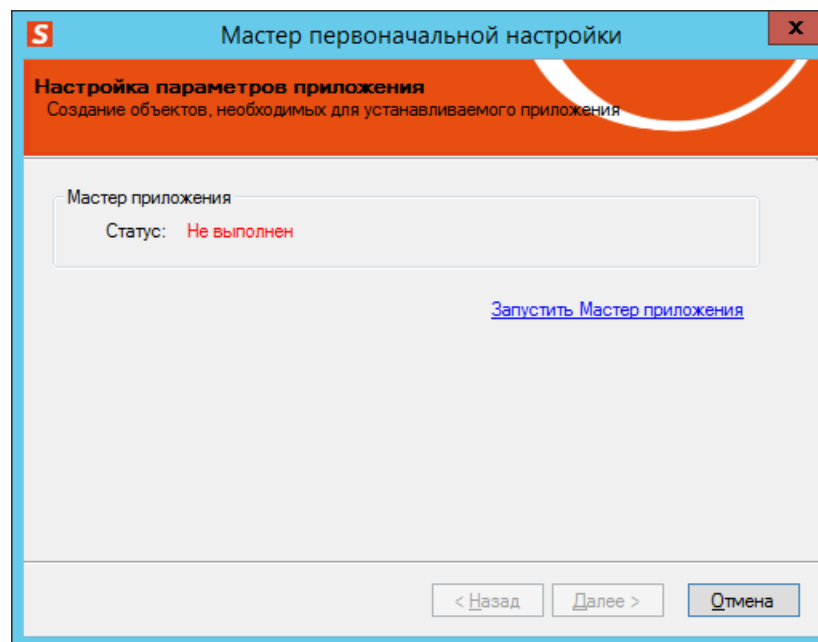 S
Мастер первоначальной настройки
x
Настройка параметров приложения
Создание объектов, необходимых для устанавливаемого приложения
Мастер приложения
Статус: Не выполнен
Запустить Мастер приложения
< Назад Далее > Отмена